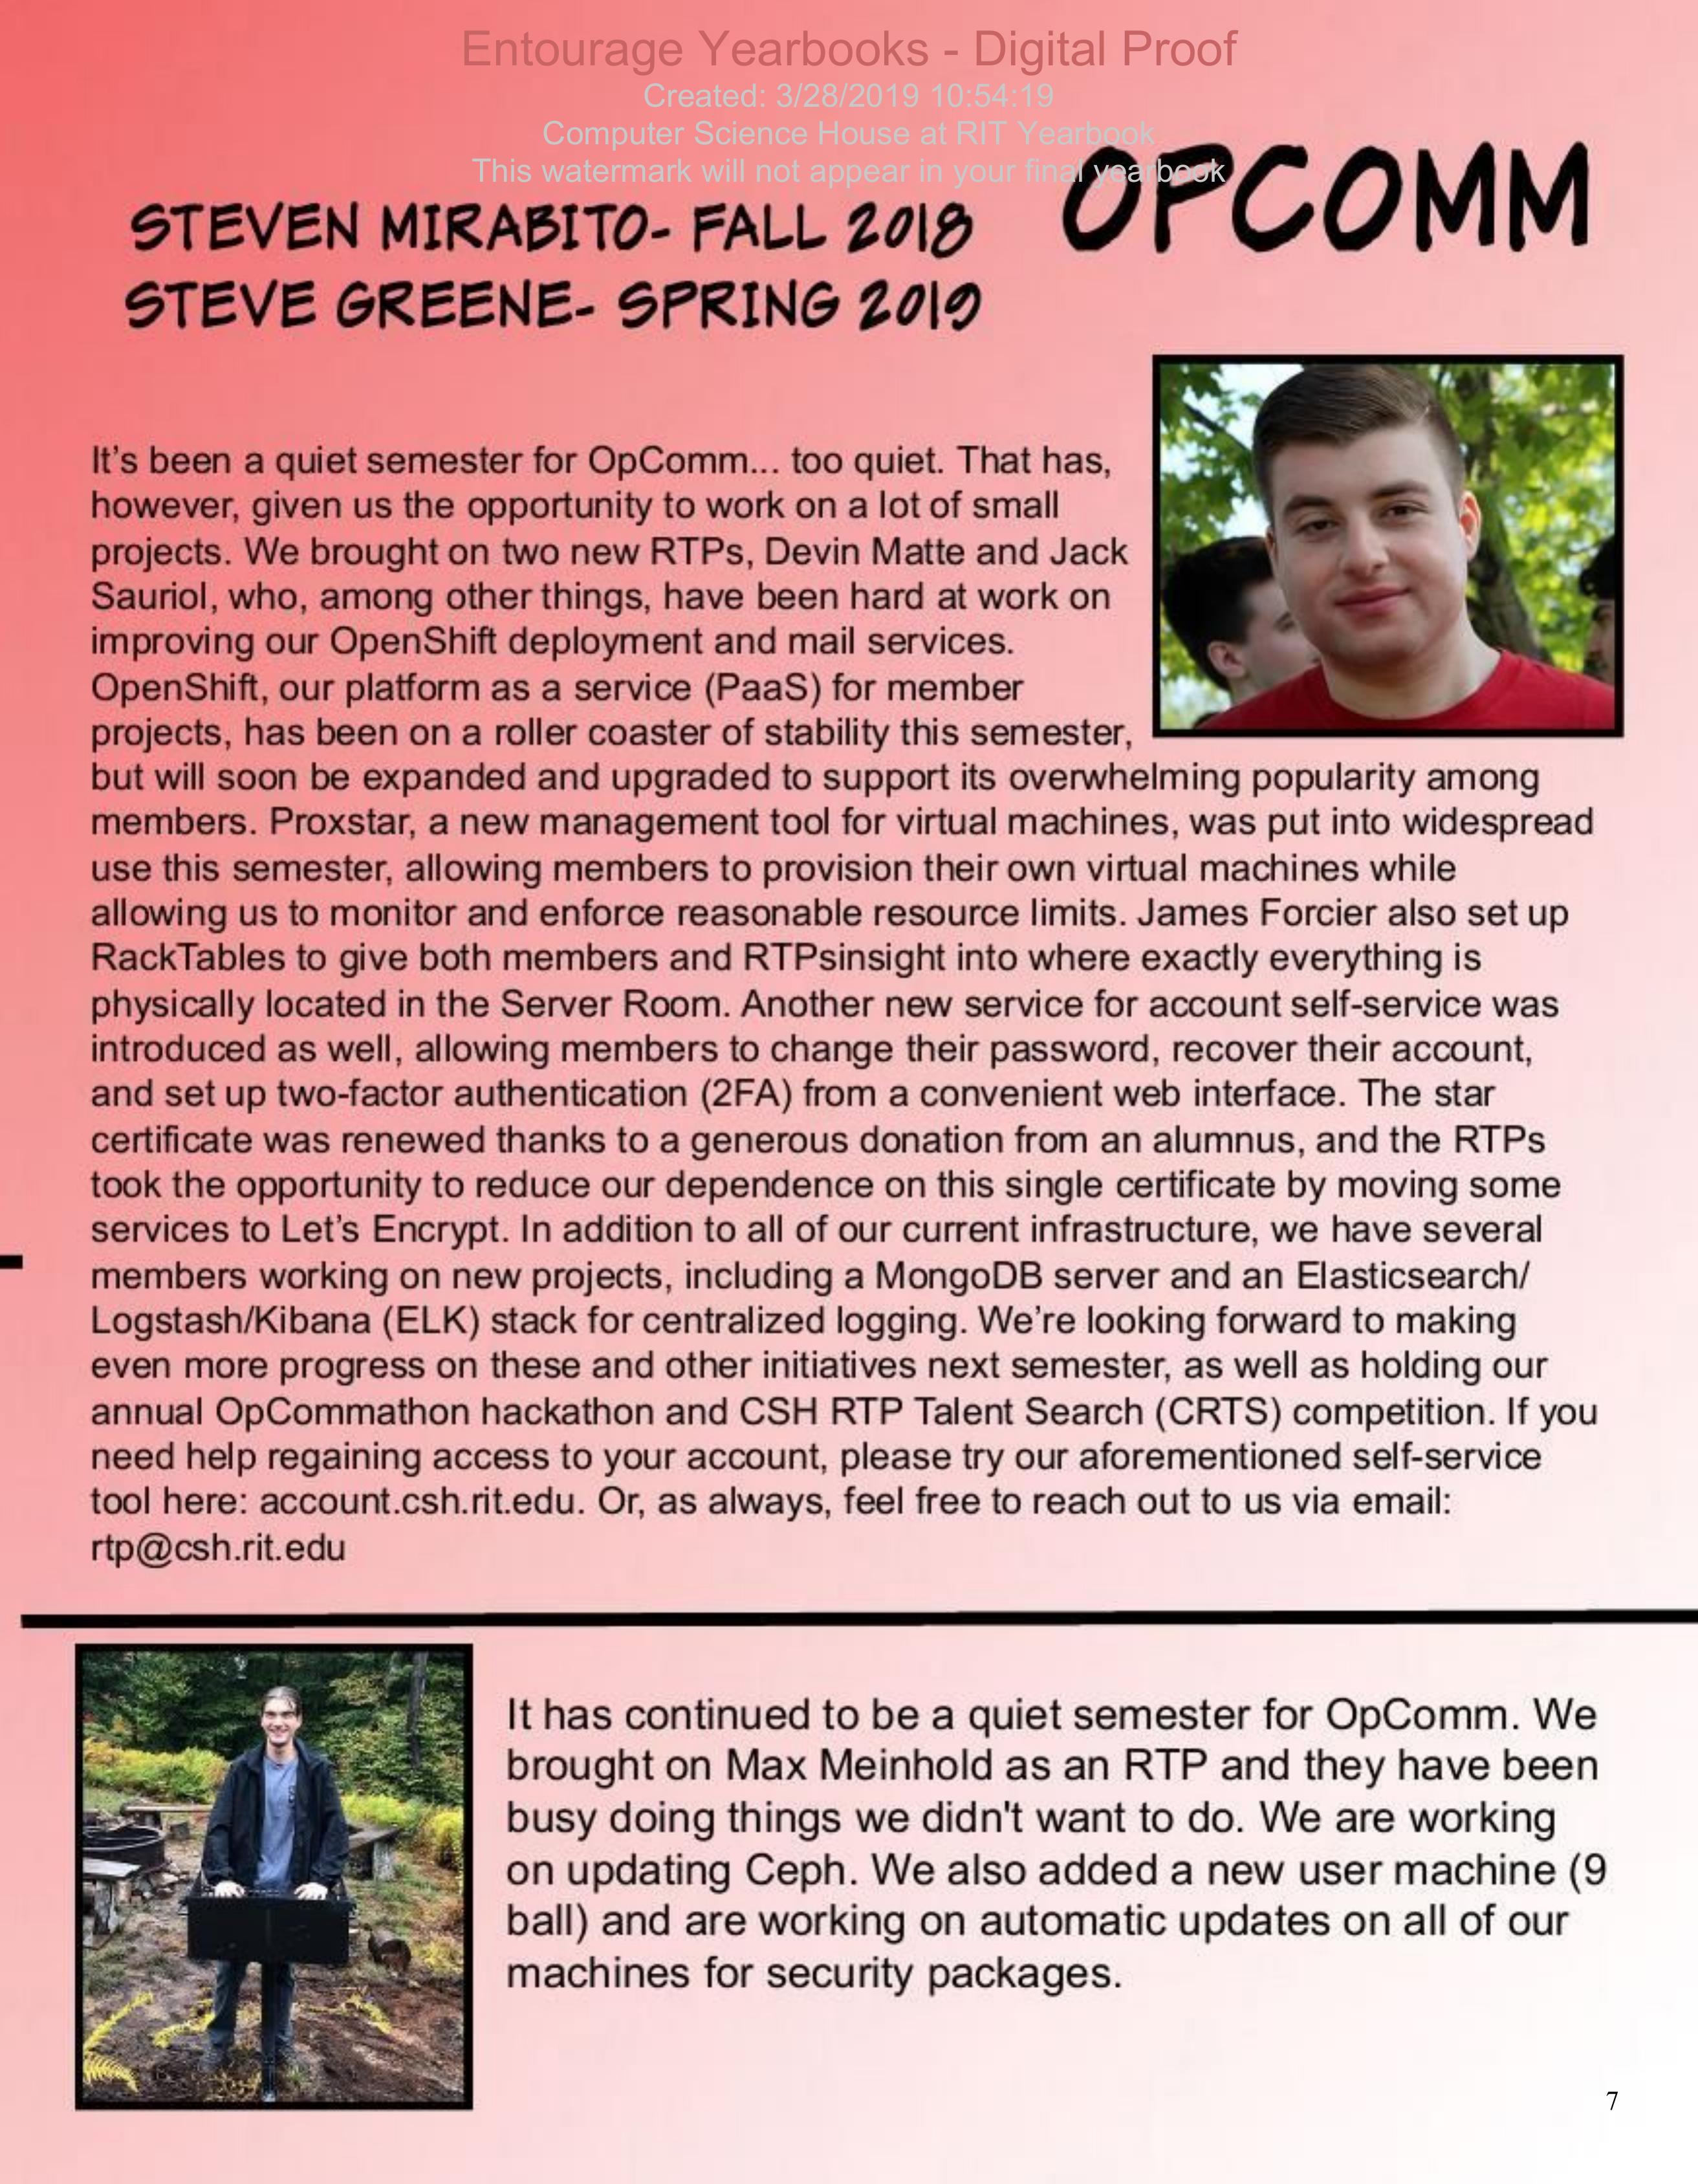 Entourage Yearbooks - Digital Proof
Created: 3/28/2019 10:54:19
Computer Science House at RIT Yearbook
This watermark will not appear in your final yearbook
OPCOMM
STEVEN MIRABITO- FALL 2018
STEVE GREENE- SPRING 2019
It's been a quiet semester for OpComm... too quiet. That has,
however, given us the opportunity to work on a lot of small
projects. We brought on two new RTPs, Devin Matte and Jack
Sauriol, who, among other things, have been hard at work on
improving our OpenShift deployment and mail services.
OpenShift, our platform as a service (PaaS) for member
projects, has been on a roller coaster of stability this semester,
but will soon be expanded and upgraded to support its overwhelming popularity among
members. Proxstar, a new management tool for virtual machines, was put into widespread
use this semester, allowing members to provision their own virtual machines while
allowing us to monitor and enforce reasonable resource limits. James Forcier also set up
RackTables to give both members and RTPsinsight into where exactly everything is
physically located in the Server Room. Another new service for account self-service was
introduced as well, allowing members to change their password, recover their account,
and set up two-factor authentication (2FA) from a convenient web interface. The star
certificate was renewed thanks to a generous donation from an alumnus, and the RTPs
took the opportunity to reduce our dependence on this single certificate by moving some
services to Let's Encrypt. In addition to all of our current infrastructure, we have several
members working on new projects, including a MongoDB server and an Elasticsearch/
Logstash/Kibana (ELK) stack for centralized logging. We're looking forward to making
even more progress on these and other initiatives next semester, as well as holding our
annual OpCommathon hackathon and CSH RTP Talent Search (CRTS) competition. If you
need help regaining access to your account, please try our aforementioned self-service
tool here: account.csh.rit.edu. Or, as always, feel free to reach out to us via email:
rtp@csh.rit.edu
It has continued to be a quiet semester for OpComm. We
brought on Max Meinhold as an RTP and they have been
busy doing things we didn't want to do. We are working
on updating Ceph. We also added a new user machine (9
ball) and are working on automatic updates on all of our
machines for security packages.
7